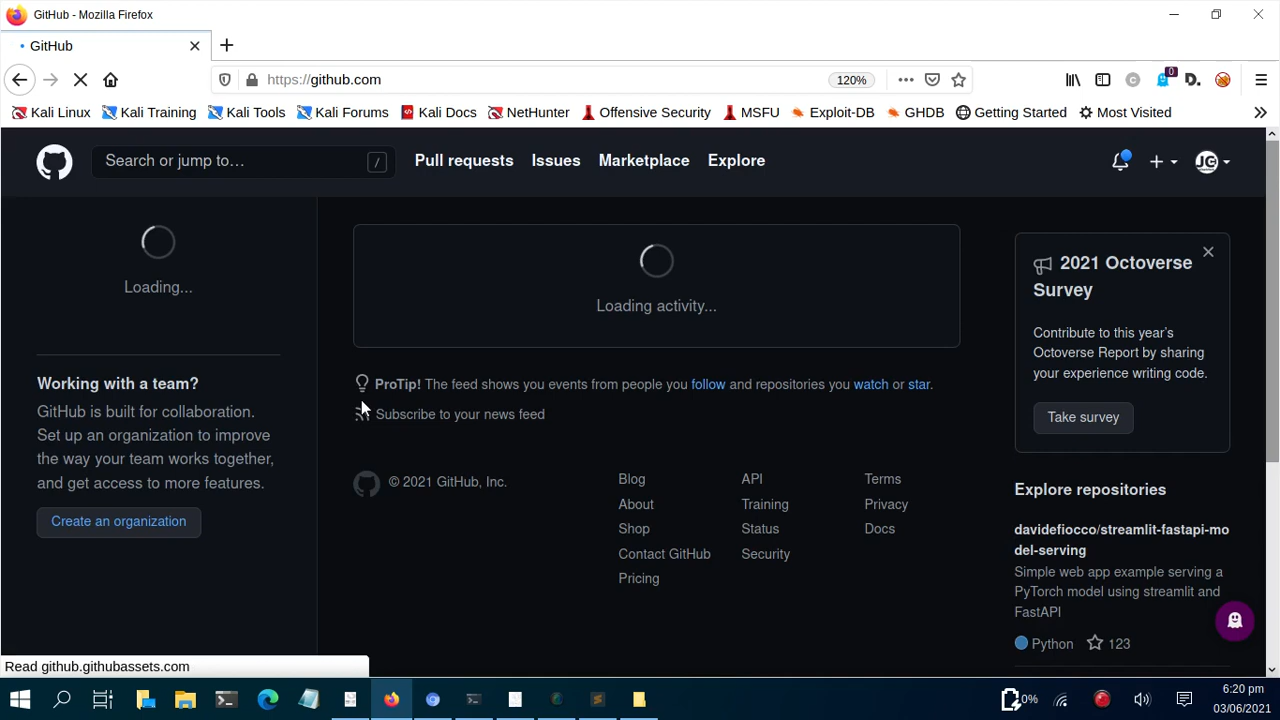 GitHub - Mozilla Firefox
GitHub
https://github.com
120%
0
D.
Kali Linux
Kali Training
Kali Tools
Kali Forums
Kali Docs
NetHunter
Offensive Security
MSFU
Exploit-DB
GHDB
Getting Started
Most Visited
Search or jump to…
/
Pull requests
Issues
Marketplace
Explore
JC
Loading...
Loading activity...
Working with a team?
GitHub is built for collaboration.
Set up an organization to improve
the way your team works together,
and get access to more features.
Create an organization
ProTip! The feed shows you events from people you follow and repositories you watch or star.
Subscribe to your news feed
© 2021 GitHub, Inc.
Blog
About
Shop
Contact GitHub
Pricing
API
Training
Status
Security
Terms
Privacy
Docs
2021 Octoverse
Survey
Contribute to this year's
Octoverse Report by sharing
your experience writing code.
Take survey
Explore repositories
davidefiocco/streamlit-fastapi-mo
del-serving
Simple web app example serving a
PyTorch model using streamlit and
FastAPI
Python
123
Read github.githubassets.com
0%
6:20 pm
03/06/2021